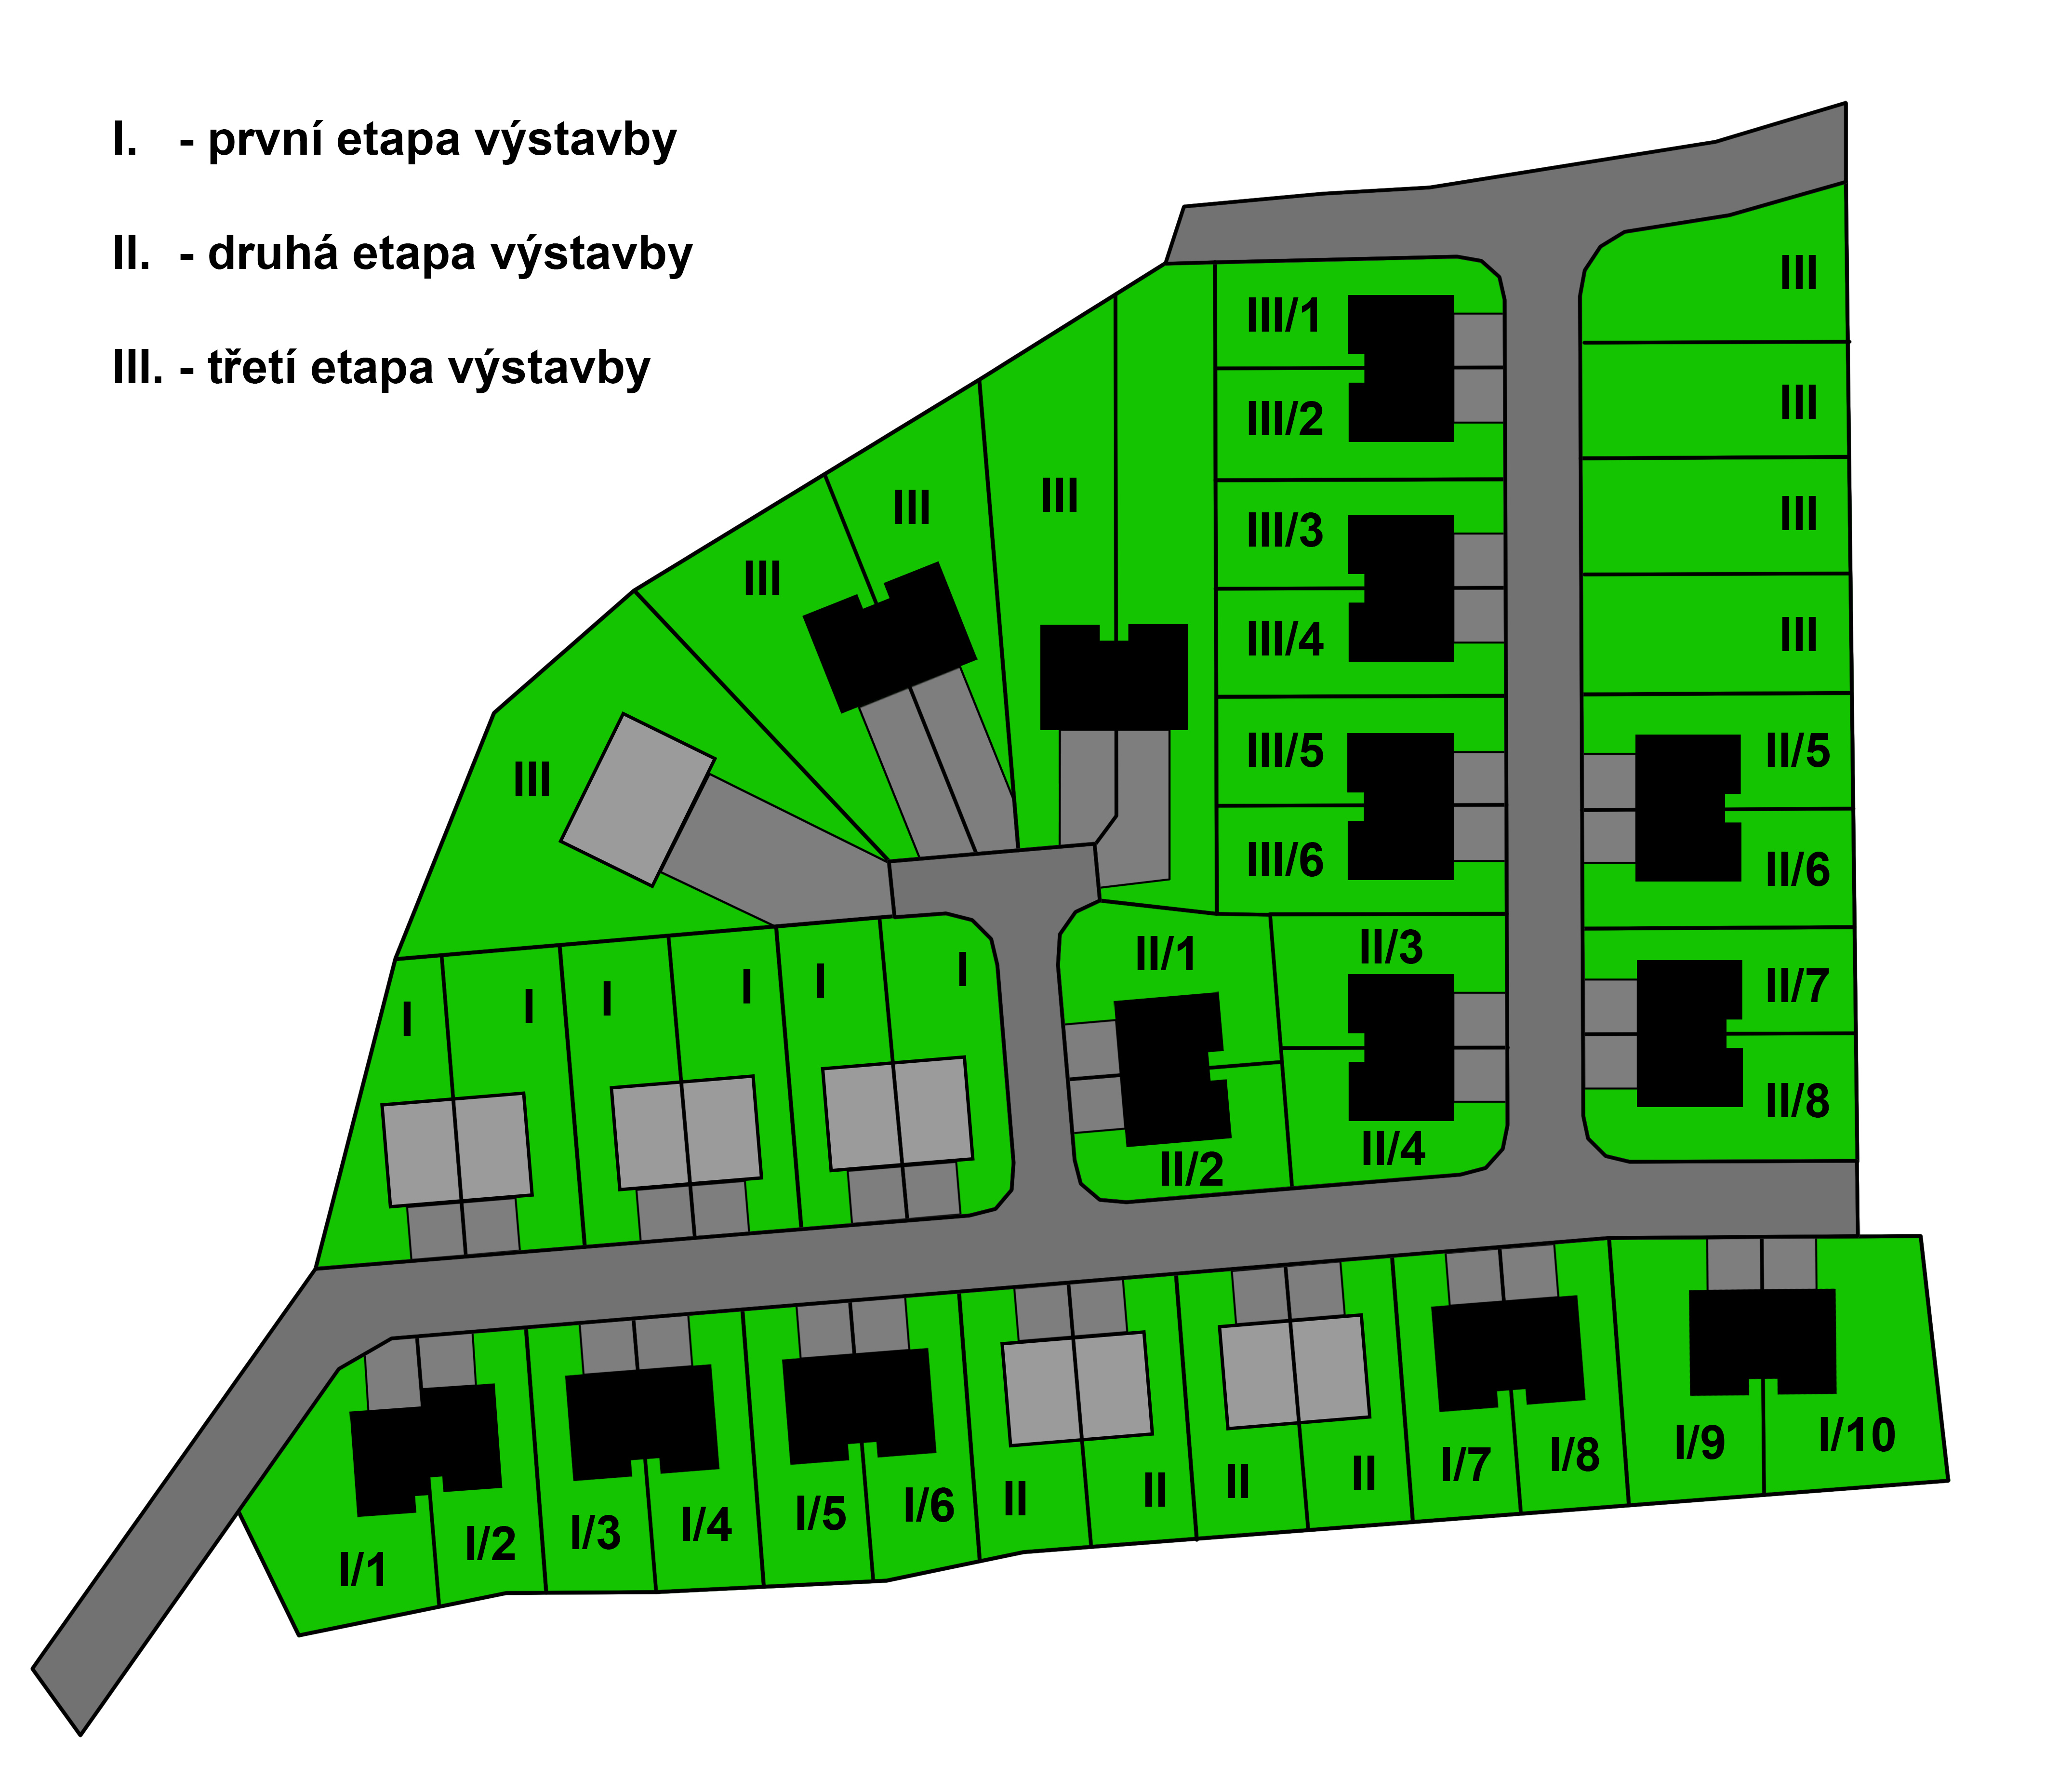 I. - první etapa výstavby
II. - druhá etapa výstavby
III. - třetí etapa výstavby
III
III/1
III
III/2
III
III
III
III/3
III
III/4
III
III
II/5
III/5
III/6
II/6
II/3
II/1
I
I
I
I
I
I
II/7
II/8
II/4
II/2
I/10
I/9
I/8
I/7
II
II
II
II
I/6
I/5
I/4
I/3
I/2
I/1